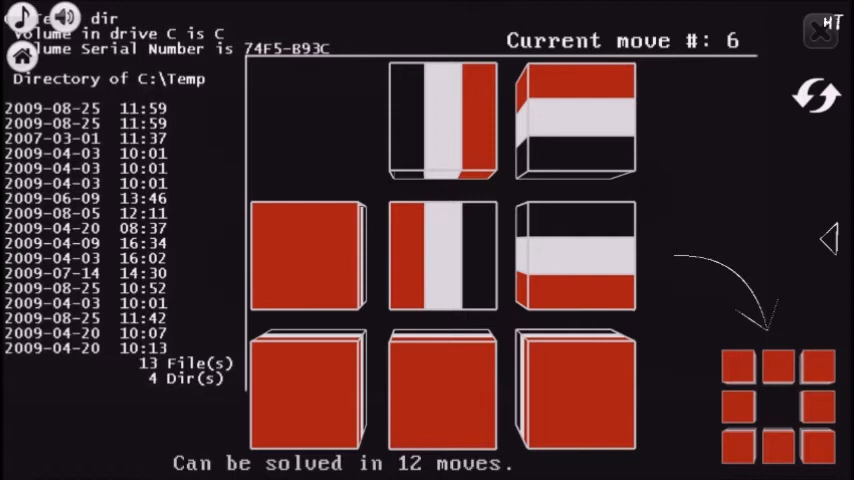 dir
Volume in drive C is C
Volume Serial Number is 74F5-B93C
Current move #: 6
Directory of C:\Temp
2009-08-25 11:59
2009-08-25 11:59
2007-03-01 11:37
2009-04-03 10:01
2009-04-03 10:01
2009-04-03 10:01
2009-06-09 13:46
2009-08-05 12:11
2009-04-20 08:37
2009-04-09 16:34
2009-04-03 16:02
2009-07-14 14:30
2009-08-25 10:52
2009-04-03 10:01
2009-08-25 11:42
2009-04-20 10:07
2009-04-20 10:13
13 File(s)
4 Dir(s)
Can be solved in 12 moves.